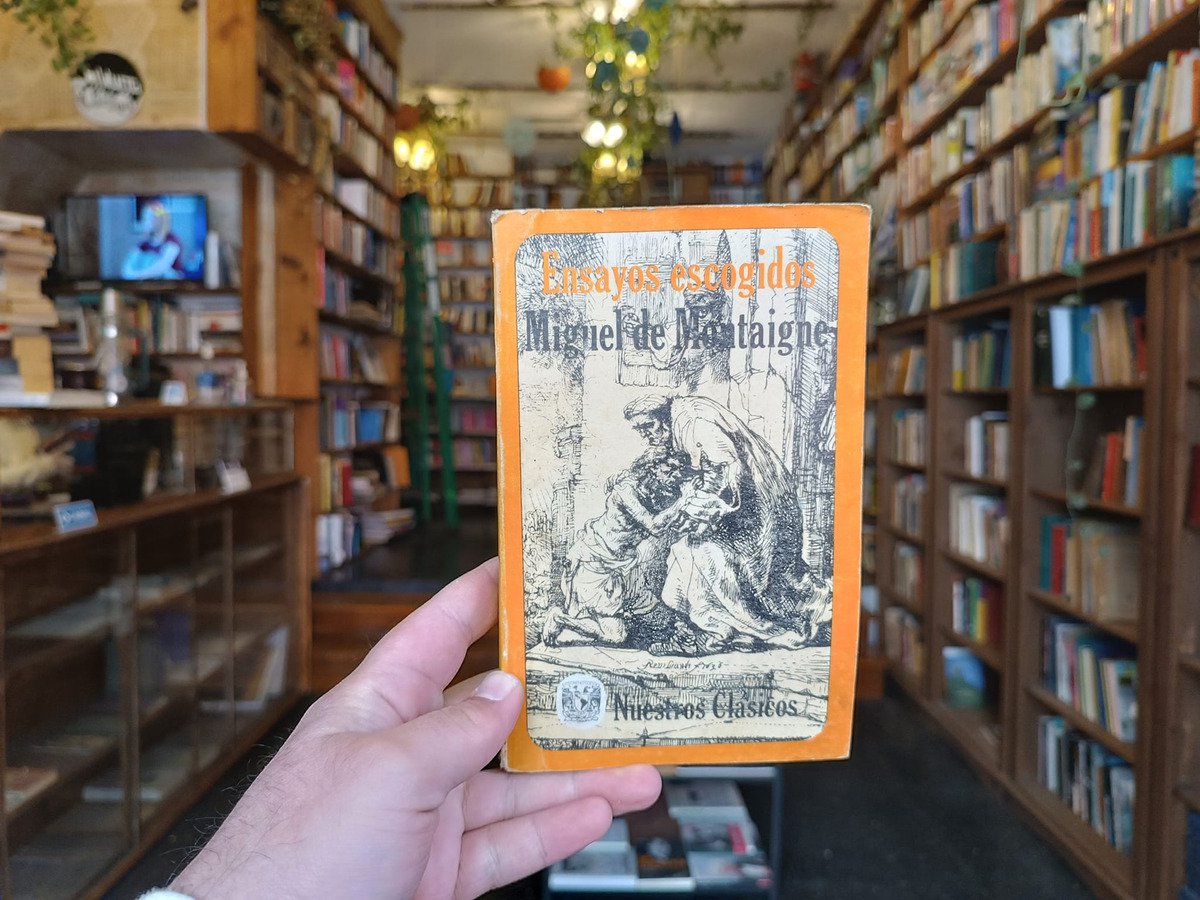 Ensayos escogidos
Miguel de Montaigne
Nuestros Clásicos